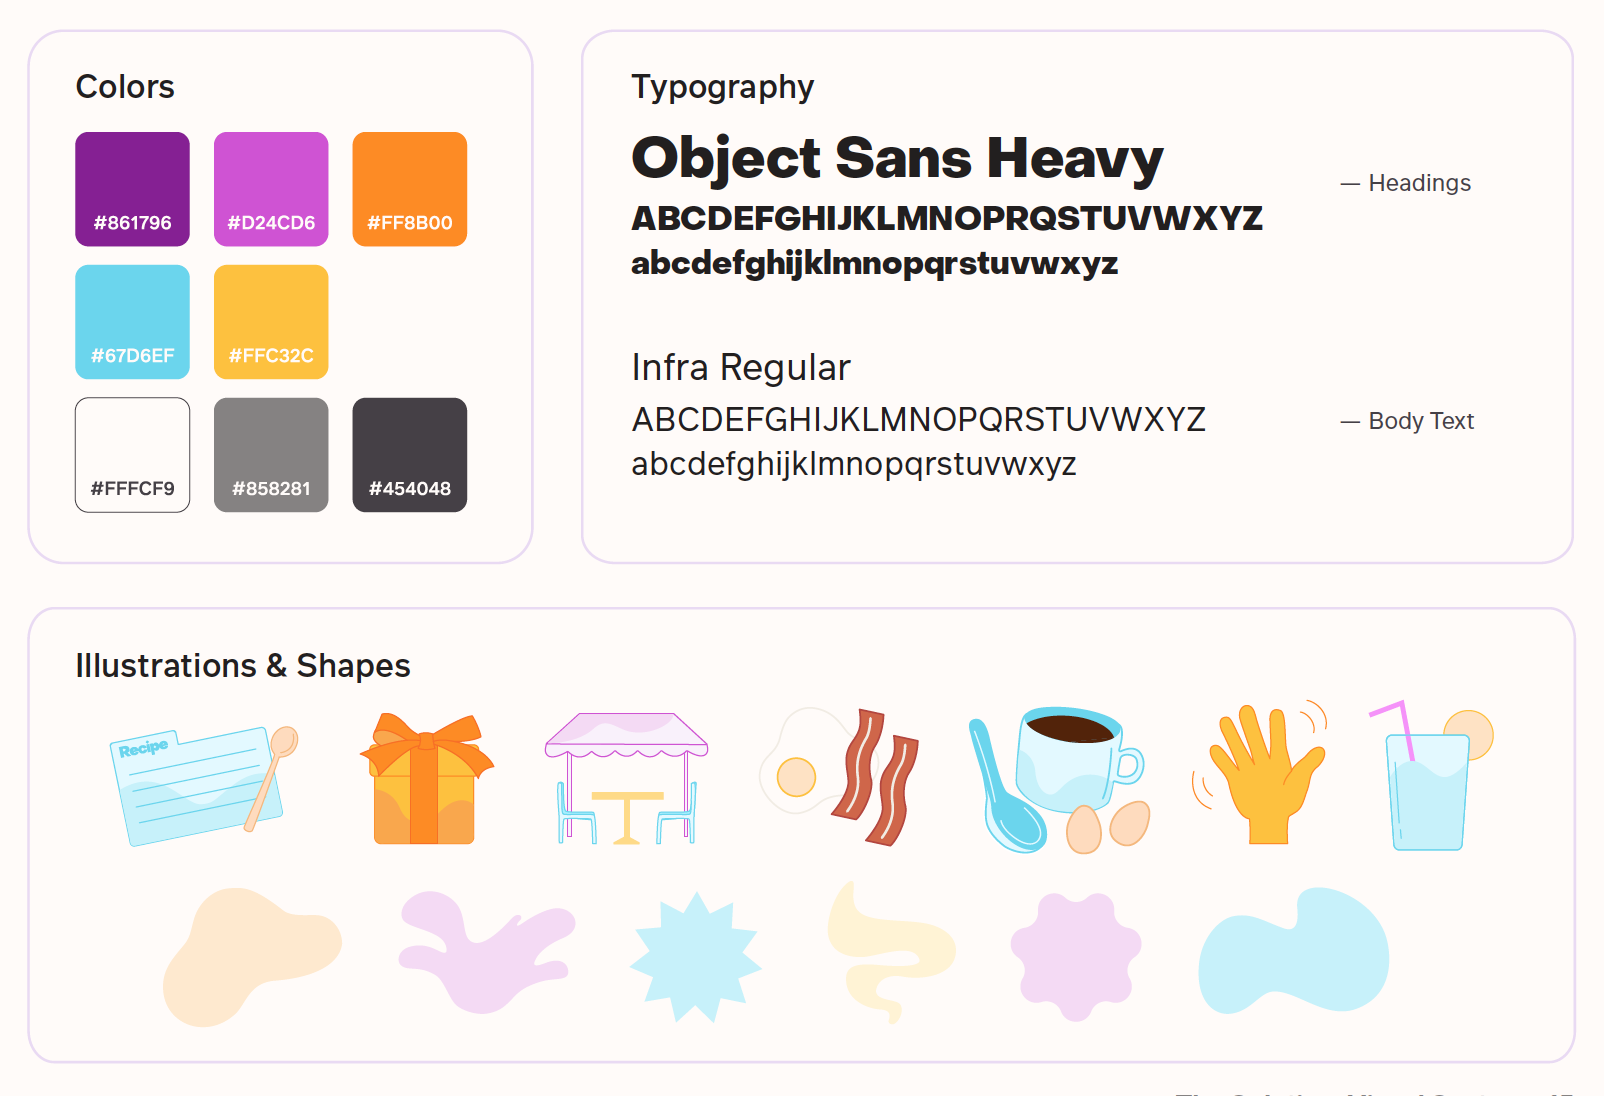 Colors
#861796
#D24CD6
#FF8B00
#67D6EF
#FFC32C
#FFFCF9
#858281
#454048
Typography
Object Sans Heavy
ABCDEFGHIJKLMNOPRQSTUVWXYZ
abcdefghijklmnopqrstuvwxyz
— Headings
Infra Regular
ABCDEFGHIJKLMNOPQRSTUVWXYZ
abcdefghijklmnopqrstuvwxyz
— Body Text
Illustrations & Shapes
Recipe